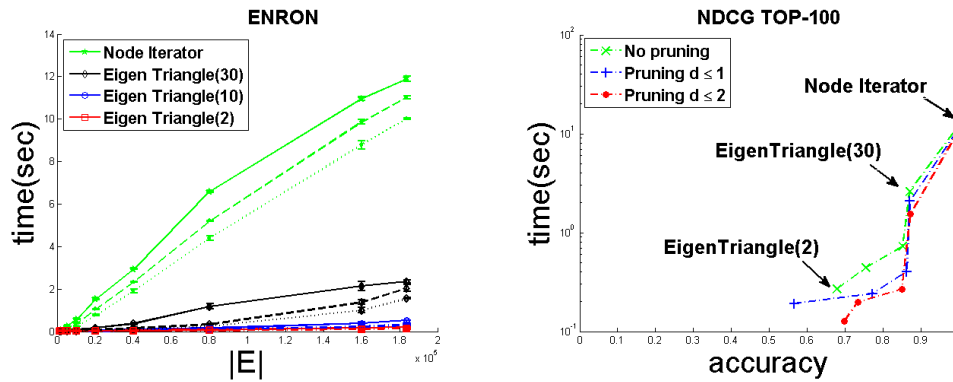 ENRON
14
12
10
8
6
4
2
0
time(sec)
Node Iterator
Eigen Triangle(30)
Eigen Triangle(10)
Eigen Triangle(2)
0 0.2 0.4 0.6 0.8 1 1.2 1.4 1.6 1.8 2
x 10^5
|E|
NDCG TOP-100
10^2
10^1
10^0
10^-1
time(sec)
No pruning
Pruning d ≤ 1
Pruning d ≤ 2
Node Iterator
EigenTriangle(30)
EigenTriangle(2)
0 0.1 0.2 0.3 0.4 0.5 0.6 0.7 0.8 0.9
accuracy